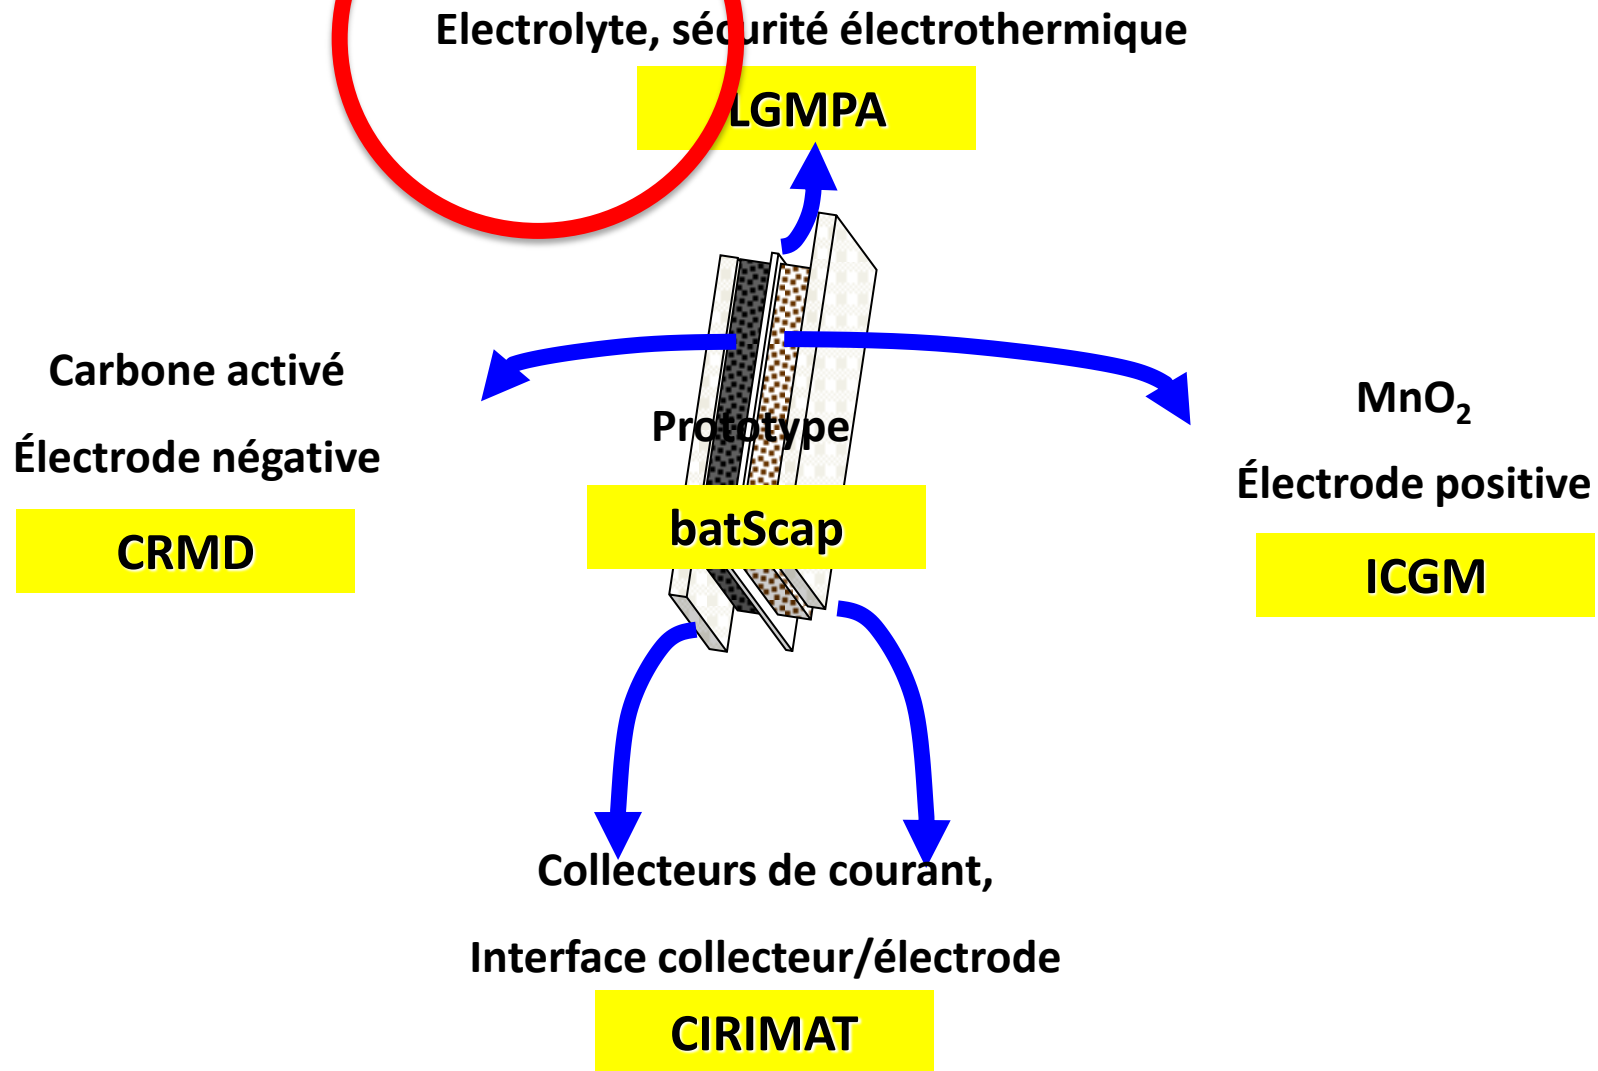 Electrolyte, sécurité électrothermique
LGMPA
Carbone activé
Électrode négative
CRMD
Prototype
batScap
MnO₂
Électrode positive
ICGM
Collecteurs de courant,
Interface collecteur/électrode
CIRIMAT